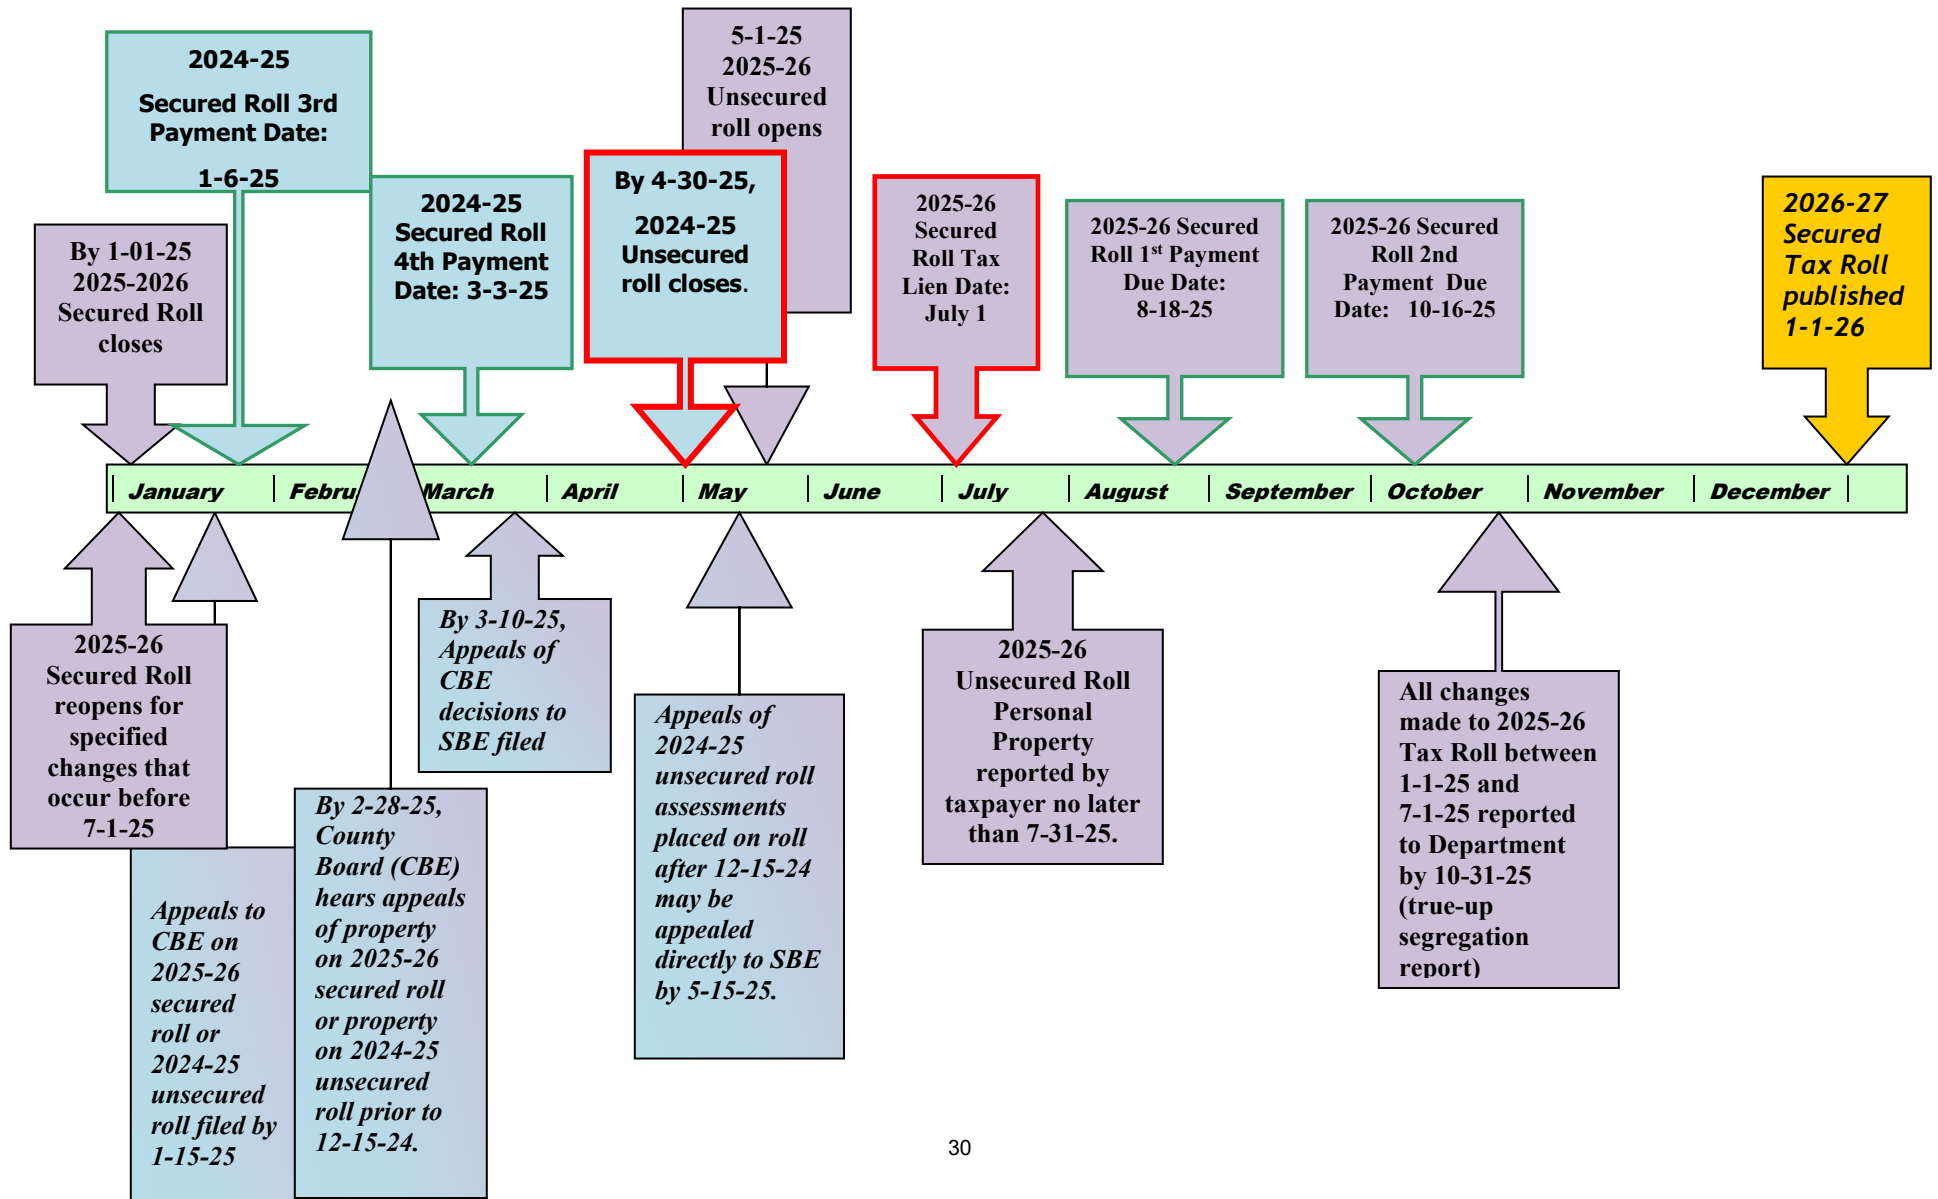 2024-25
Secured Roll 3rd
Payment Date:
1-6-25
5-1-25
2025-26
Unsecured
roll opens
By 1-01-25
2025-2026
Secured Roll
closes
2024-25
Secured Roll
4th Payment
Date: 3-3-25
By 4-30-25,
2024-25
Unsecured
roll closes.
2025-26
Secured
Roll Tax
Lien Date:
July 1
2025-26 Secured
Roll 1st Payment
Due Date:
8-18-25
2025-26 Secured
Roll 2nd
Payment Due
Date: 10-16-25
2026-27
Secured
Tax Roll
published
1-1-26
January
March
April
May
June
July
August
September
October
November
December
2025-26
Secured Roll
reopens for
specified
changes that
occur before
7-1-25
Appeals to
CBE on
2025-26
secured
roll or
2024-25
unsecured
roll filed by
1-15-25
By 2-28-25,
County
Board (CBE)
hears appeals
of property
on 2025-26
secured roll
or property
on 2024-25
unsecured
roll prior to
12-15-24.
By 3-10-25,
Appeals of
CBE
decisions to
SBE filed
Appeals of
2024-25
unsecured roll
assessments
placed on roll
after 12-15-24
may be
appealed
directly to SBE
by 5-15-25.
2025-26
Unsecured Roll
Personal
Property
reported by
taxpayer no later
than 7-31-25.
All changes
made to 2025-26
Tax Roll between
1-1-25 and
7-1-25 reported
to Department
by 10-31-25
(true-up
segregation
report)
30